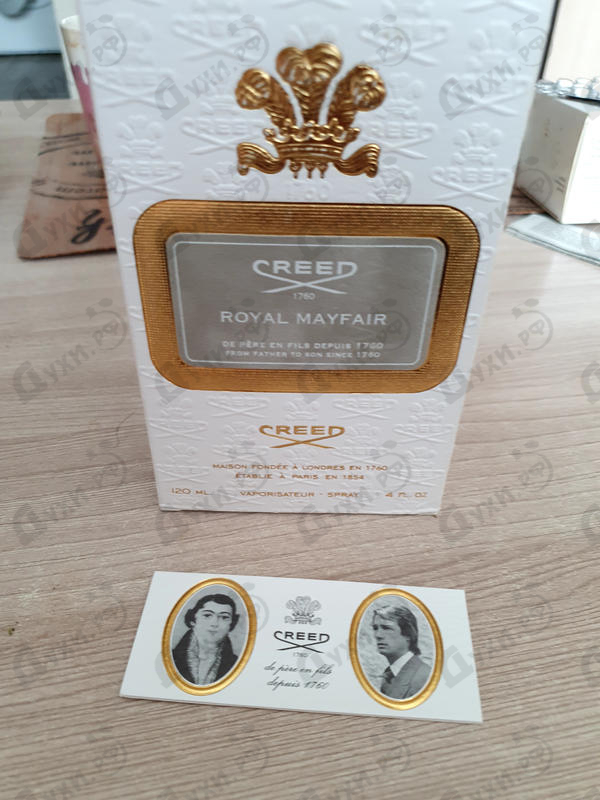 CREED
1760
ROYAL MAYFAIR
DE PÈRE EN FILS DEPUIS 1760
FROM FATHER TO SON SINCE 1760
CREED
MAISON FONDÉE À LONDRES EN 1760
ÉTABLIE À PARIS EN 1854
120 ML. VAPORISATEUR - SPRAY 4 FL. OZ
CREED
1760
de père en fils
depuis 1760
Духи.рф